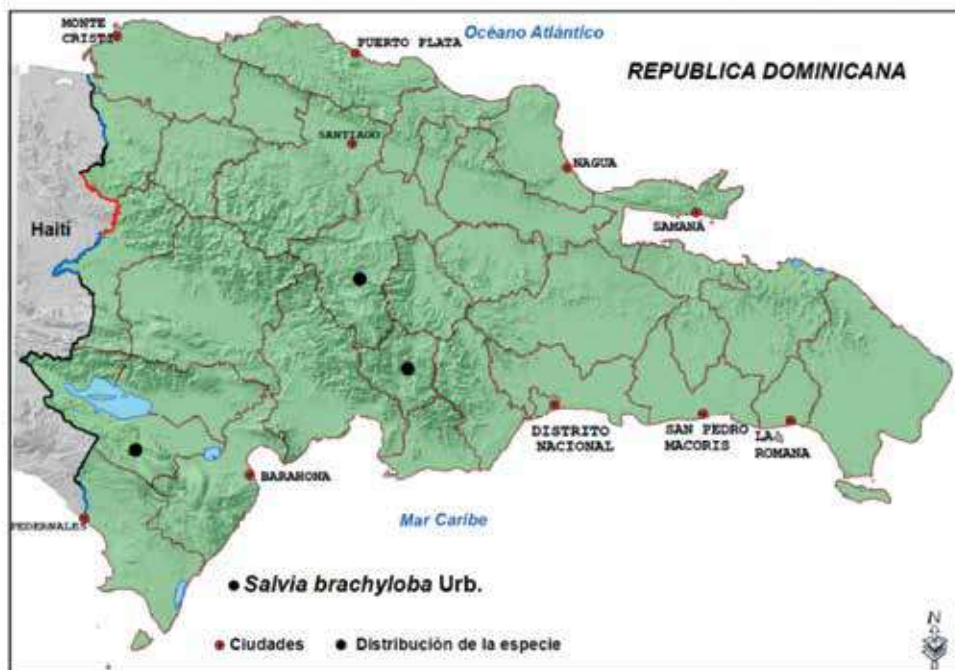 MONTE
CRISTI
PUERTO PLATA
Océano Atlántico
REPUBLICA DOMINICANA
SANTIAGO
NAGUA
SAMANÁ
Haití
DISTRITO
NACIONAL
SAN PEDRO
MACORIS
LA
ROMANA
BARAHONA
PEDERNALES
Mar Caribe
Salvia brachyloba Urb.
Ciudades
Distribución de la especie
N